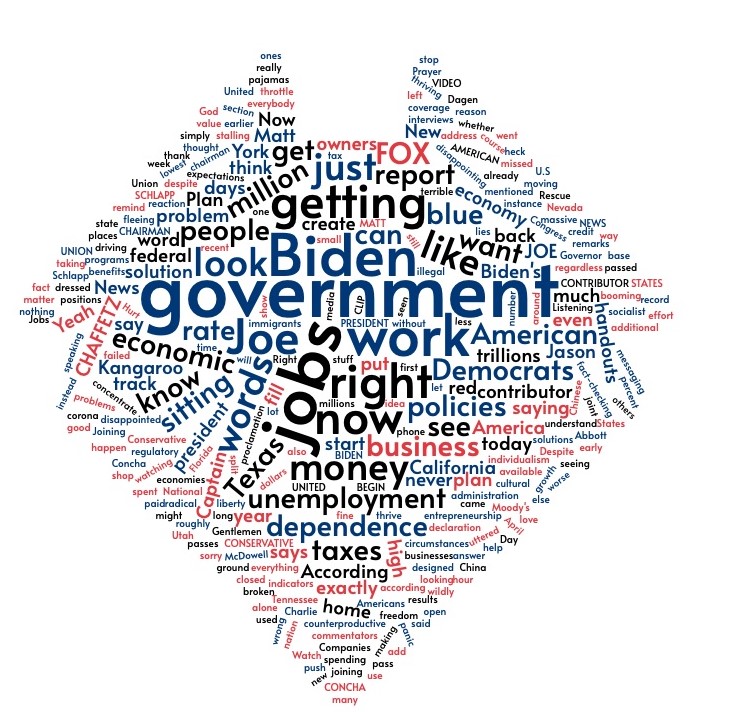 ones
really
pajamas
United throttle
everybody
God section
value earlier
Now
simply stalling
Matt
stop
Prayer
thriving
VIDEO
left
Dagen
coverage reason
interviews whether
New address course went
heck
AMERICAN
disappointing
missed
already
U.S
moving
thank
week
thought
lowest
chairman
York
get
owners
tax
FOX
think
expectations
just
report
Union despite
days
million
terrible
economy
mentioned Rescue
instance Nevada
SCHLAPP
Plan
remind reaction
one
getting
blue
Congress
massive NEWS
credit way
fleeing
problem
state
CHAIRMAN
places
people
create MATT
small
can
still
like
want
lies back
JOE
remarks
Governor base
driving
word
recent
UNION
federal
programs
taking
Schlapp
benefits
solution
look
Biden
illegal
Biden's
regardless passed
CONTRIBUTOR STATES
fact dressed
News
matter positions
nothing
Jobs
government
much
booming
record
Listening
socialist effort
additional
Yeah
Hurt
CHAFFETZ
say
rate
Joe
show
immigrants
media
CLIP
seen
PRESIDENT without
less
number
around
even
handouts
work
American
failed
economic
time
will
Right
stuff
put
first
trillions
Jason
speaking
Kangaroo
track
jobs
right
Democrats
fact-checking
messaging
percent
instead
concentrate
know
sitting
words
fill
let
red
contributor
Chinese
joint
others
problems
corona
disappointed
good Joining
lot
millions
idea
now
policies
saying
understand
States
happen
Conservative
regulatory
president
proclamation
phone
see
America
Abbott
solutions
start
BIDEN
business
today
Despite early
Concha
shop
watching
Florida
split
Texas
also
economies
individualism
seeing
growth
worse
money
California
available
never
plan
cultural
Captain
dollars
spent National
UNITED
BEGIN
unemployment
administration
else
paid
radical
liberty
came
Moody's
might
long
year
fine
thrive
entrepreneurship
love
roughly
April
Utah
Gentlemen
dependence
declaration
uttered
Day
passes
CONSERVATIVE
circumstances
help
sorry McDowell
says
taxes
high
businesses
answer
ground everything
According
designed
China
closed indicators
looking
hour
broken
exactly
according
wildly
Tennessee
Americans
results
alone
Charlie
home
freedom
open
used
wrong
nation
counterproductive
said
commentators
making
panic
Companies
Watch
spending
add
push
pass
new
joining
use
CONCHA
many